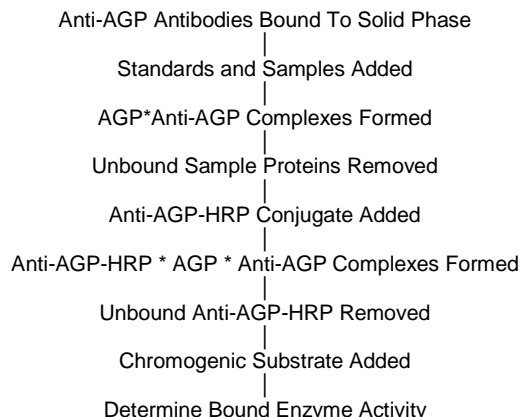 Anti-AGP Antibodies Bound To Solid Phase
Standards and Samples Added
AGP*Anti-AGP Complexes Formed
Unbound Sample Proteins Removed
Anti-AGP-HRP Conjugate Added
Anti-AGP-HRP * AGP * Anti-AGP Complexes Formed
Unbound Anti-AGP-HRP Removed
Chromogenic Substrate Added
Determine Bound Enzyme Activity